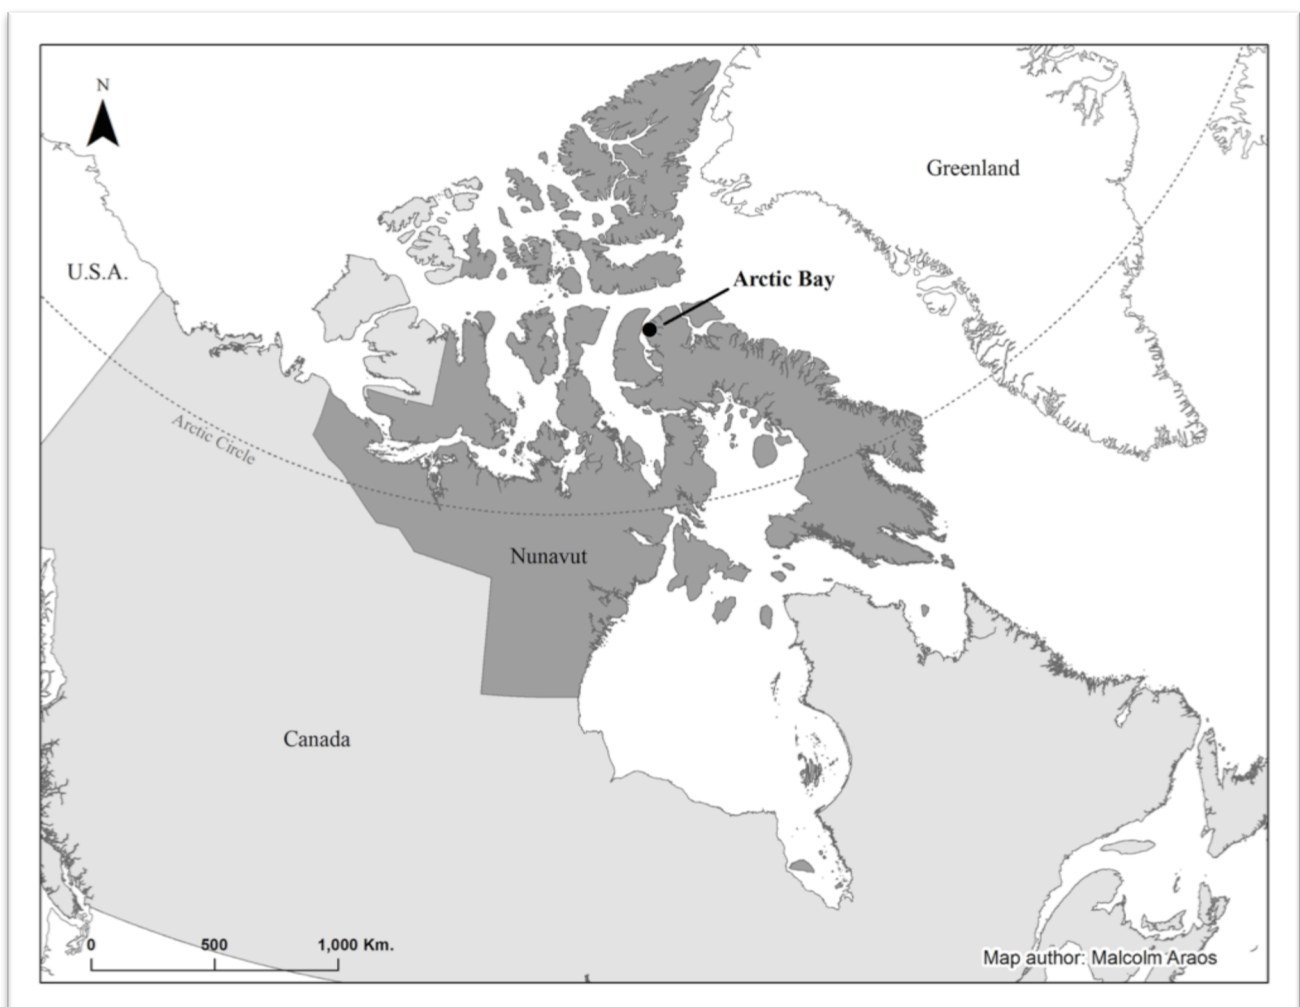 N
Greenland
U.S.A.
Arctic Bay
Arctic Circle
Nunavut
Canada
0 500 1,000 Km.
Map author: Malcolm Araos